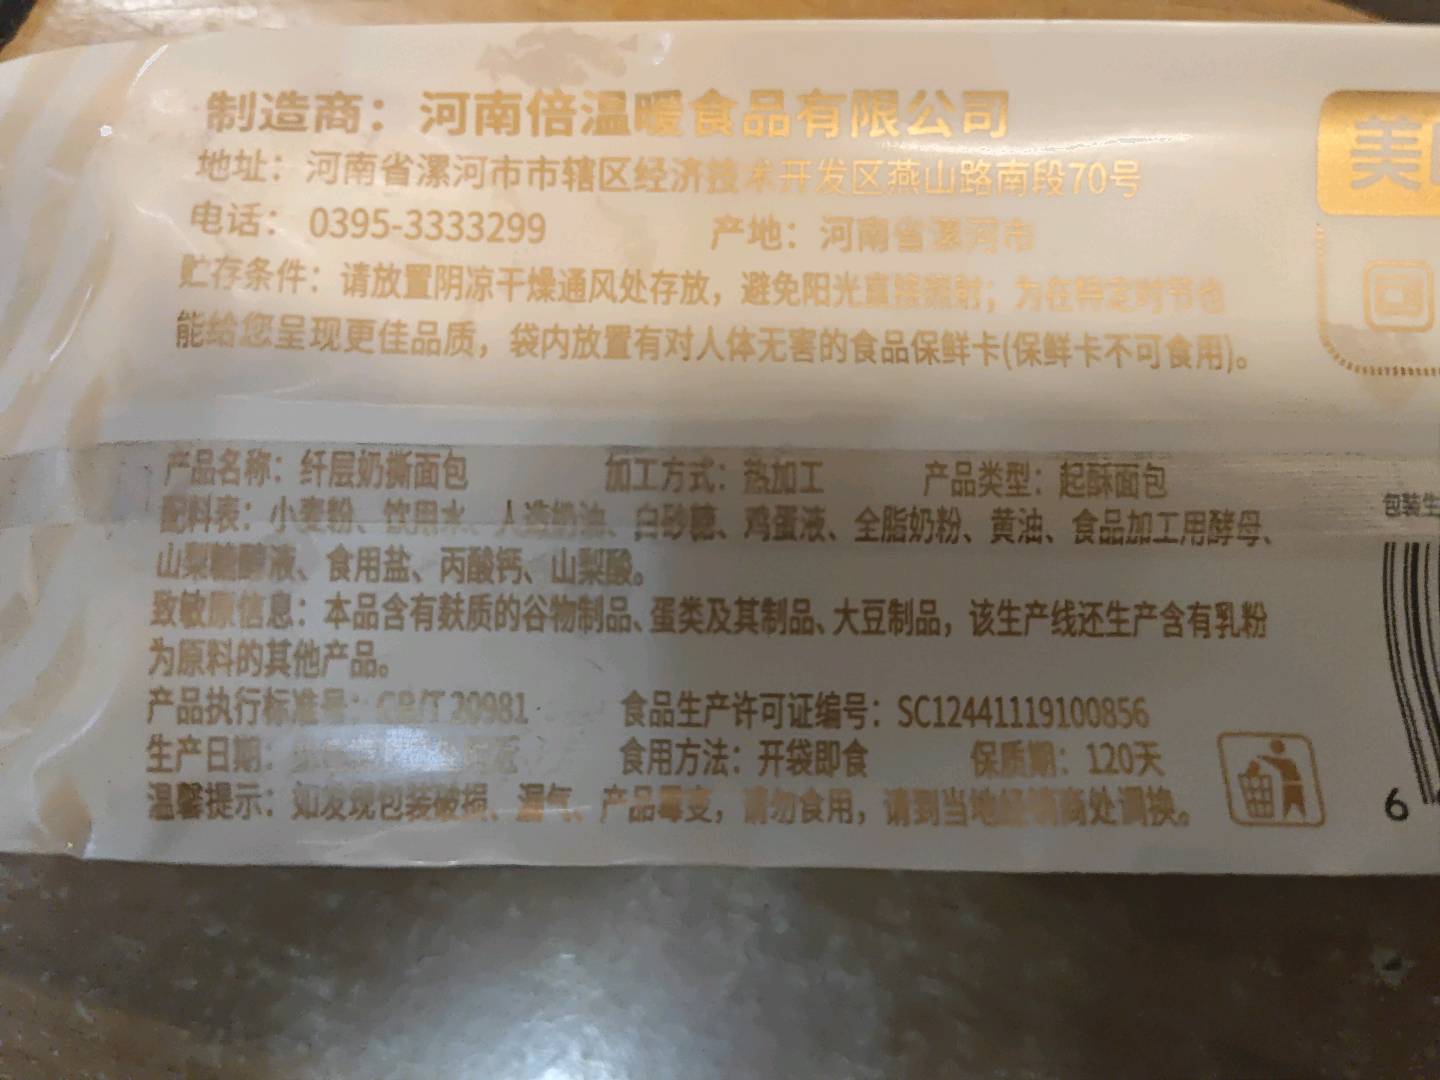 制造商：河南倍温暖食品有限公司
地址：河南省漯河市市辖区经济技术开发区燕山路南段70号
电话：0395-3333299 产地：河南省漯河市
贮存条件：请放置阴凉干燥通风处存放，避免阳光直接照射；为在特定时节也
能给您呈现更佳品质，袋内放置有对人体无害的食品保鲜卡(保鲜卡不可食用)。
美
产品名称：纤层奶撕面包 加工方式：热加工 产品类型：起酥面包
配料表：小麦粉、饮用水、人造奶油、白砂糖、鸡蛋液、全脂奶粉、黄油、食品加工用酵母、
山梨糖醇液、食用盐、丙酸钙、山梨酸。
致敏原信息：本品含有麸质的谷物制品、蛋类及其制品、大豆制品，该生产线还生产含有乳粉
为原料的其他产品。
产品执行标准号：GB/T 20981 食品生产许可证编号：SC12441119100856
生产日期： 食用方法：开袋即食 保质期：120天
温馨提示：如发现包装破损、漏气、产品霉变，请勿食用，请到当地经销商处调换。
包装生
6